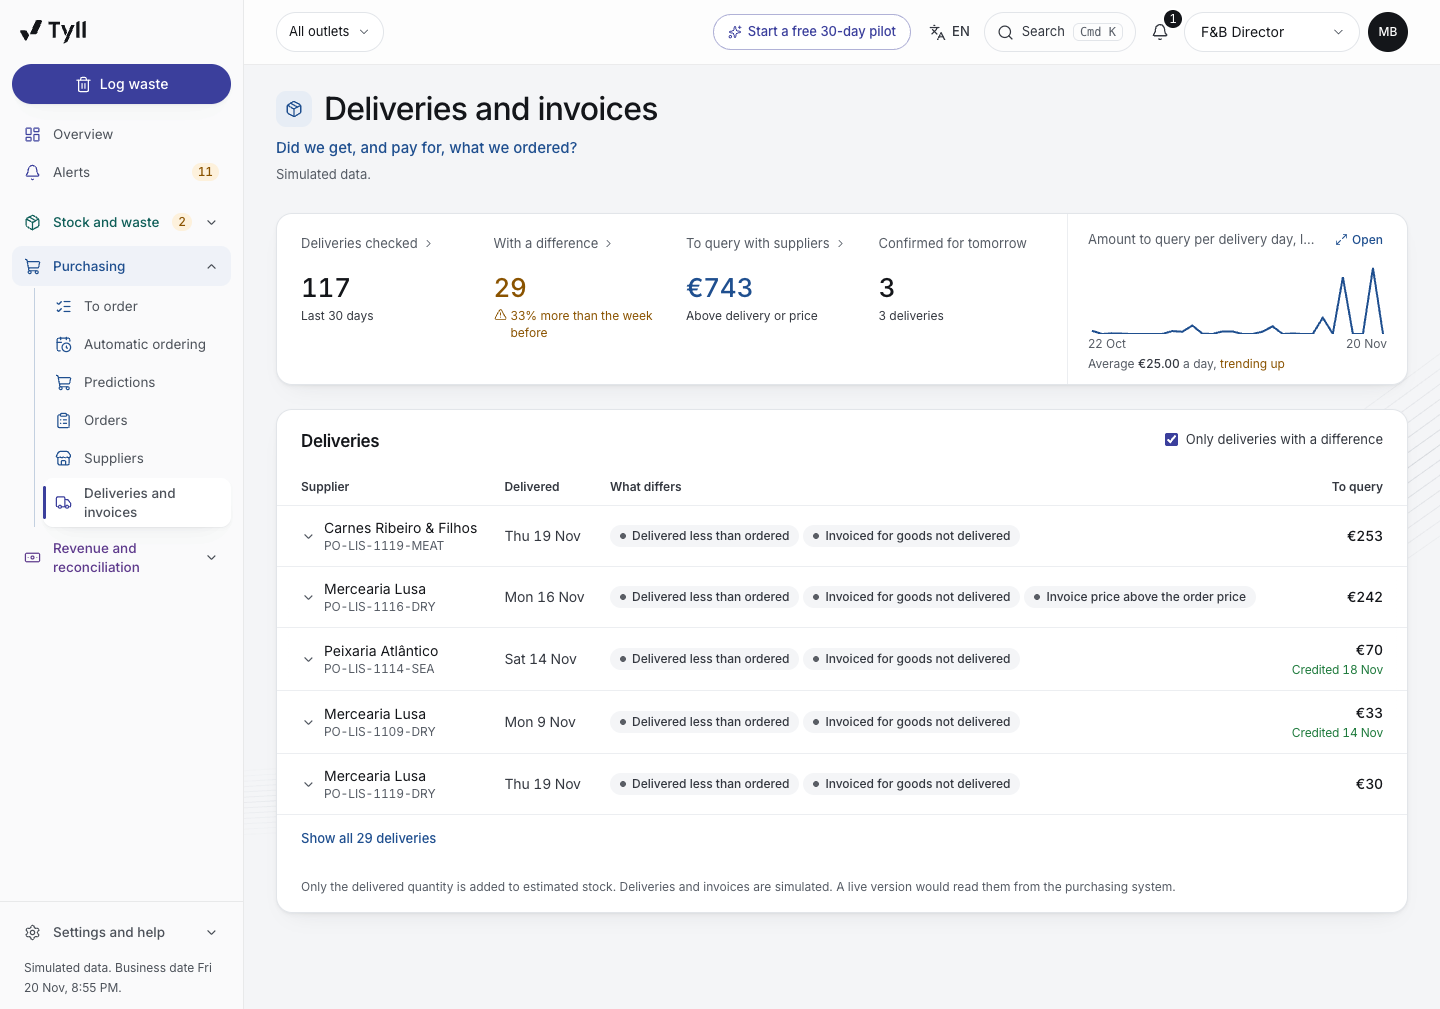 Tyll
All outlets
Start a free 30-day pilot
EN
Search
Cmd K
1
F&B Director
MB
Log waste
Overview
Alerts
11
Stock and waste
2
Purchasing
To order
Automatic ordering
Predictions
Orders
Suppliers
Deliveries and
invoices
Revenue and
reconciliation
Settings and help
Simulated data. Business date Fri
20 Nov, 8:55 PM.
Deliveries and invoices
Did we get, and pay for, what we ordered?
Simulated data.
Deliveries checked
117
Last 30 days
With a difference
29
33% more than the week
before
To query with suppliers
€743
Above delivery or price
Confirmed for tomorrow
3
3 deliveries
Amount to query per delivery day, l...
Open
22 Oct
20 Nov
Average €25.00 a day, trending up
Deliveries
Only deliveries with a difference
Supplier
Delivered
What differs
To query
Carnes Ribeiro & Filhos
PO-LIS-1119-MEAT
Thu 19 Nov
Delivered less than ordered
Invoiced for goods not delivered
€253
Mercearia Lusa
PO-LIS-1116-DRY
Mon 16 Nov
Delivered less than ordered
Invoiced for goods not delivered
Invoice price above the order price
€242
Peixaria Atlântico
PO-LIS-1114-SEA
Sat 14 Nov
Delivered less than ordered
Invoiced for goods not delivered
€70
Credited 18 Nov
Mercearia Lusa
PO-LIS-1109-DRY
Mon 9 Nov
Delivered less than ordered
Invoiced for goods not delivered
€33
Credited 14 Nov
Mercearia Lusa
PO-LIS-1119-DRY
Thu 19 Nov
Delivered less than ordered
Invoiced for goods not delivered
€30
Show all 29 deliveries
Only the delivered quantity is added to estimated stock. Deliveries and invoices are simulated. A live version would read them from the purchasing system.